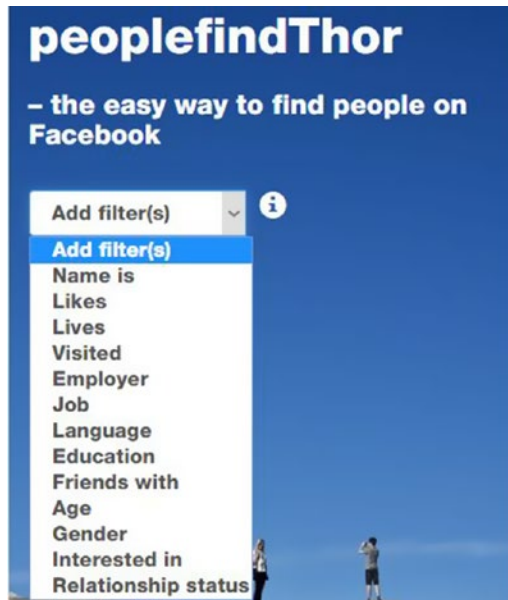 peoplefindThor
– the easy way to find people on
Facebook
Add filter(s)
Add filter(s)
Name is
Likes
Lives
Visited
Employer
Job
Language
Education
Friends with
Age
Gender
Interested in
Relationship status